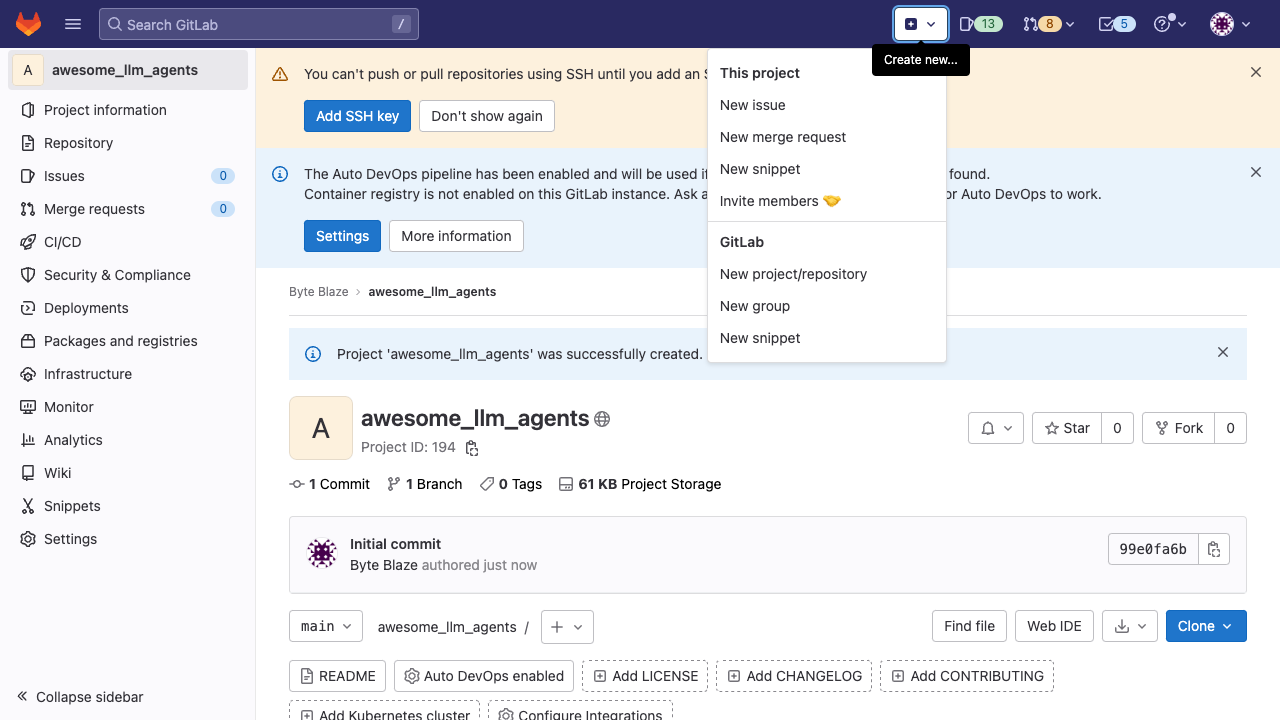 Search GitLab
/
13
8
5
Create new...
A
awesome_llm_agents
Project information
Repository
Issues
0
Merge requests
0
CI/CD
Security & Compliance
Deployments
Packages and registries
Infrastructure
Monitor
Analytics
Wiki
Snippets
Settings
Collapse sidebar
You can't push or pull repositories using SSH until you add an S
Add SSH key
Don't show again
The Auto DevOps pipeline has been enabled and will be used if
found.
Container registry is not enabled on this GitLab instance. Ask a
or Auto DevOps to work.
Settings
More information
This project
New issue
New merge request
New snippet
Invite members
GitLab
New project/repository
New group
New snippet
Byte Blaze
awesome_llm_agents
Project 'awesome_llm_agents' was successfully created.
A
awesome_llm_agents
Project ID: 194
Star
0
Fork
0
1 Commit
1 Branch
0 Tags
61 KB Project Storage
Initial commit
Byte Blaze authored just now
99e0fa6b
main
awesome_llm_agents /
Find file
Web IDE
Clone
README
Auto DevOps enabled
Add LICENSE
Add CHANGELOG
Add CONTRIBUTING
Add Kubernetes cluster
Configure Integrations